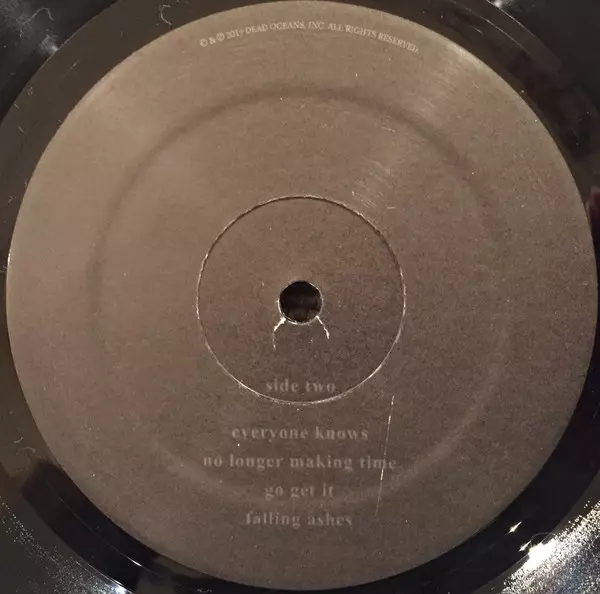 © & ℗ 2017 DEAD OCEANS, INC. ALL RIGHTS RESERVED.
side two
everyone knows
no longer making time
go get it
falling ashes